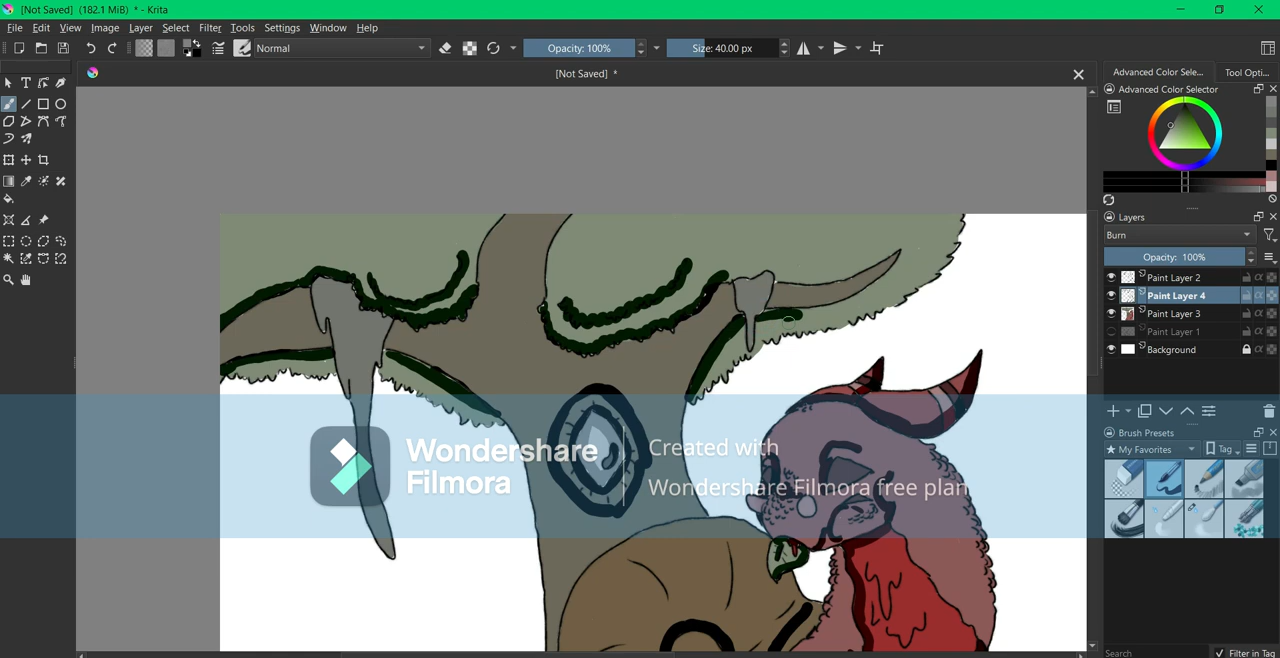 [Not Saved] (182.1 MiB) * - Krita
File Edit View Image Layer Select Filter Tools Settings Window Help
Normal Opacity: 100% Size: 40.00 px
[Not Saved] *
Advanced Color Sele... Tool Opti...
Advanced Color Selector
Layers
Burn
Opacity: 100%
Paint Layer 2
Paint Layer 4
Paint Layer 3
Paint Layer 1
Background
Brush Presets
My Favorites Tag
Wondershare
Filmora
Created with
Wondershare Filmora free plan
Search Filter in Tag